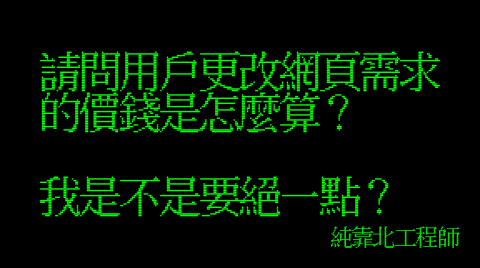 請問用戶更改網頁需求
的價錢是怎麼算？
我是不是要絕一點？
純靠北工程師